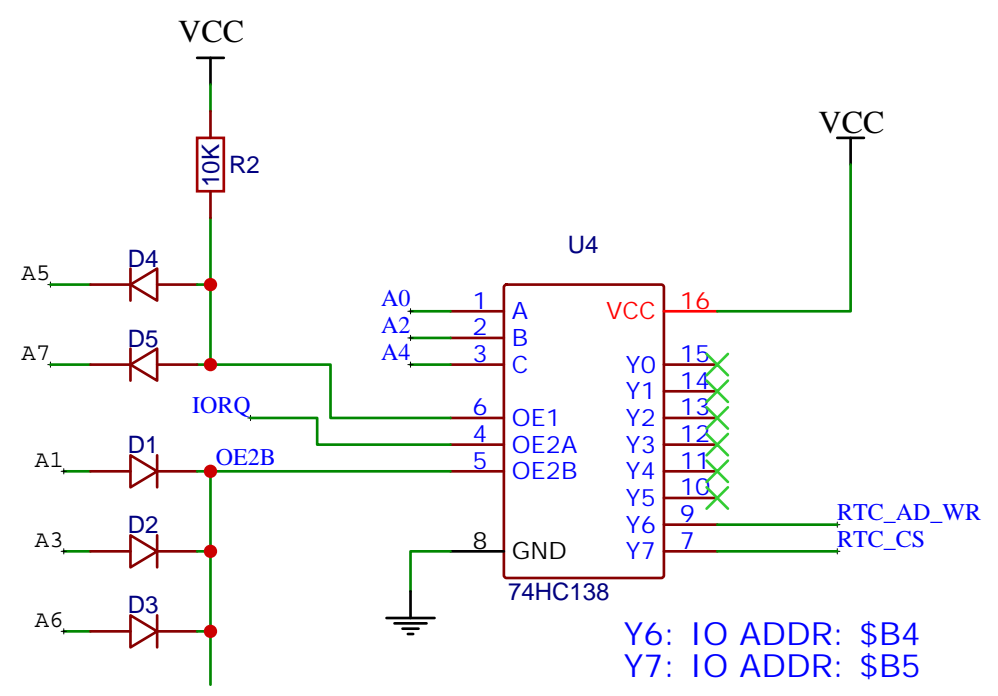 VCC
10K
R2
VCC
U4
D4
A5
D5
A7
A0
1
A
A2
2
B
A4
3
C
IORQ
6
OE1
4
OE2A
5
OE2B
D1
A1
OE2B
D2
A3
8
GND
D3
A6
VCC
16
Y0
15
Y1
14
Y2
13
Y3
12
Y4
11
Y5
10
Y6
9
RTC_AD_WR
Y7
7
RTC_CS
74HC138
Y6: IO ADDR: $B4
Y7: IO ADDR: $B5